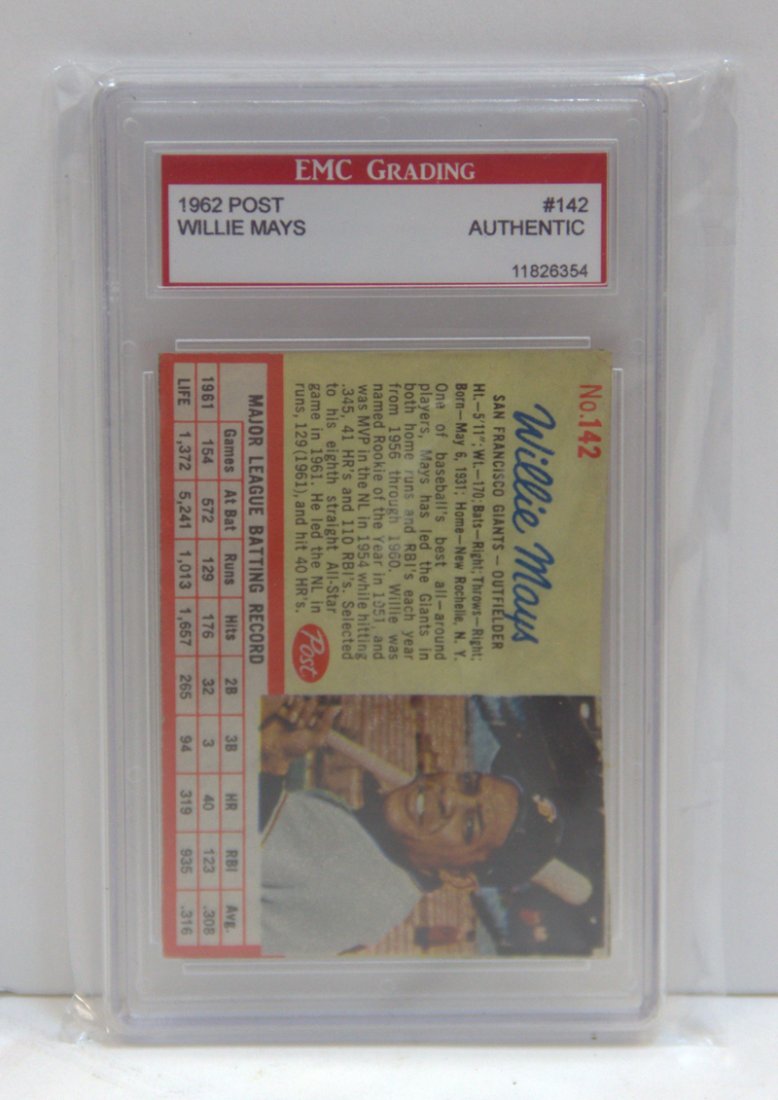 EMC GRADING
1962 POST #142
WILLIE MAYS AUTHENTIC
11826354
No.142
Willie Mays
SAN FRANCISCO GIANTS — OUTFIELDER
Ht.—5'11"; Wt.—170; Bats—Right; Throws—Right;
Born—May 6, 1931; Home—New Rochelle, N. Y.
One of baseball's best all-around
players, Mays has led the Giants in
both home runs and RBI's each year
from 1956 through 1960. Willie was
named Rookie of the Year in 1951 and
was MVP in the NL in 1954 while hitting
.345, 41 HR's and 110 RBI's. Selected
to his eighth straight All-Star
game in 1961. He led the NL in
runs, 129 (1961), and hit 40 HR's.
Post
MAJOR LEAGUE BATTING RECORD
Games At Bat Runs Hits 2B 3B HR RBI Avg.
1961 154 572 129 176 32 3 40 123 .308
LIFE 1,372 5,241 1,013 1,657 265 94 319 935 .316